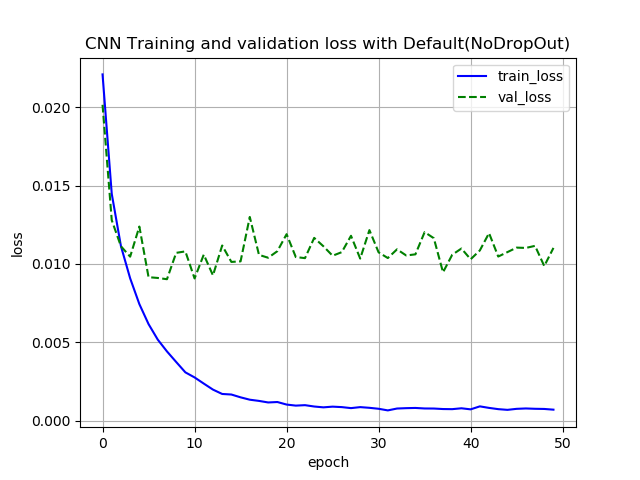 CNN Training and validation loss with Default(NoDropOut)
train_loss
val_loss
0.020
0.015
0.010
0.005
0.000
loss
0 10 20 30 40 50
epoch